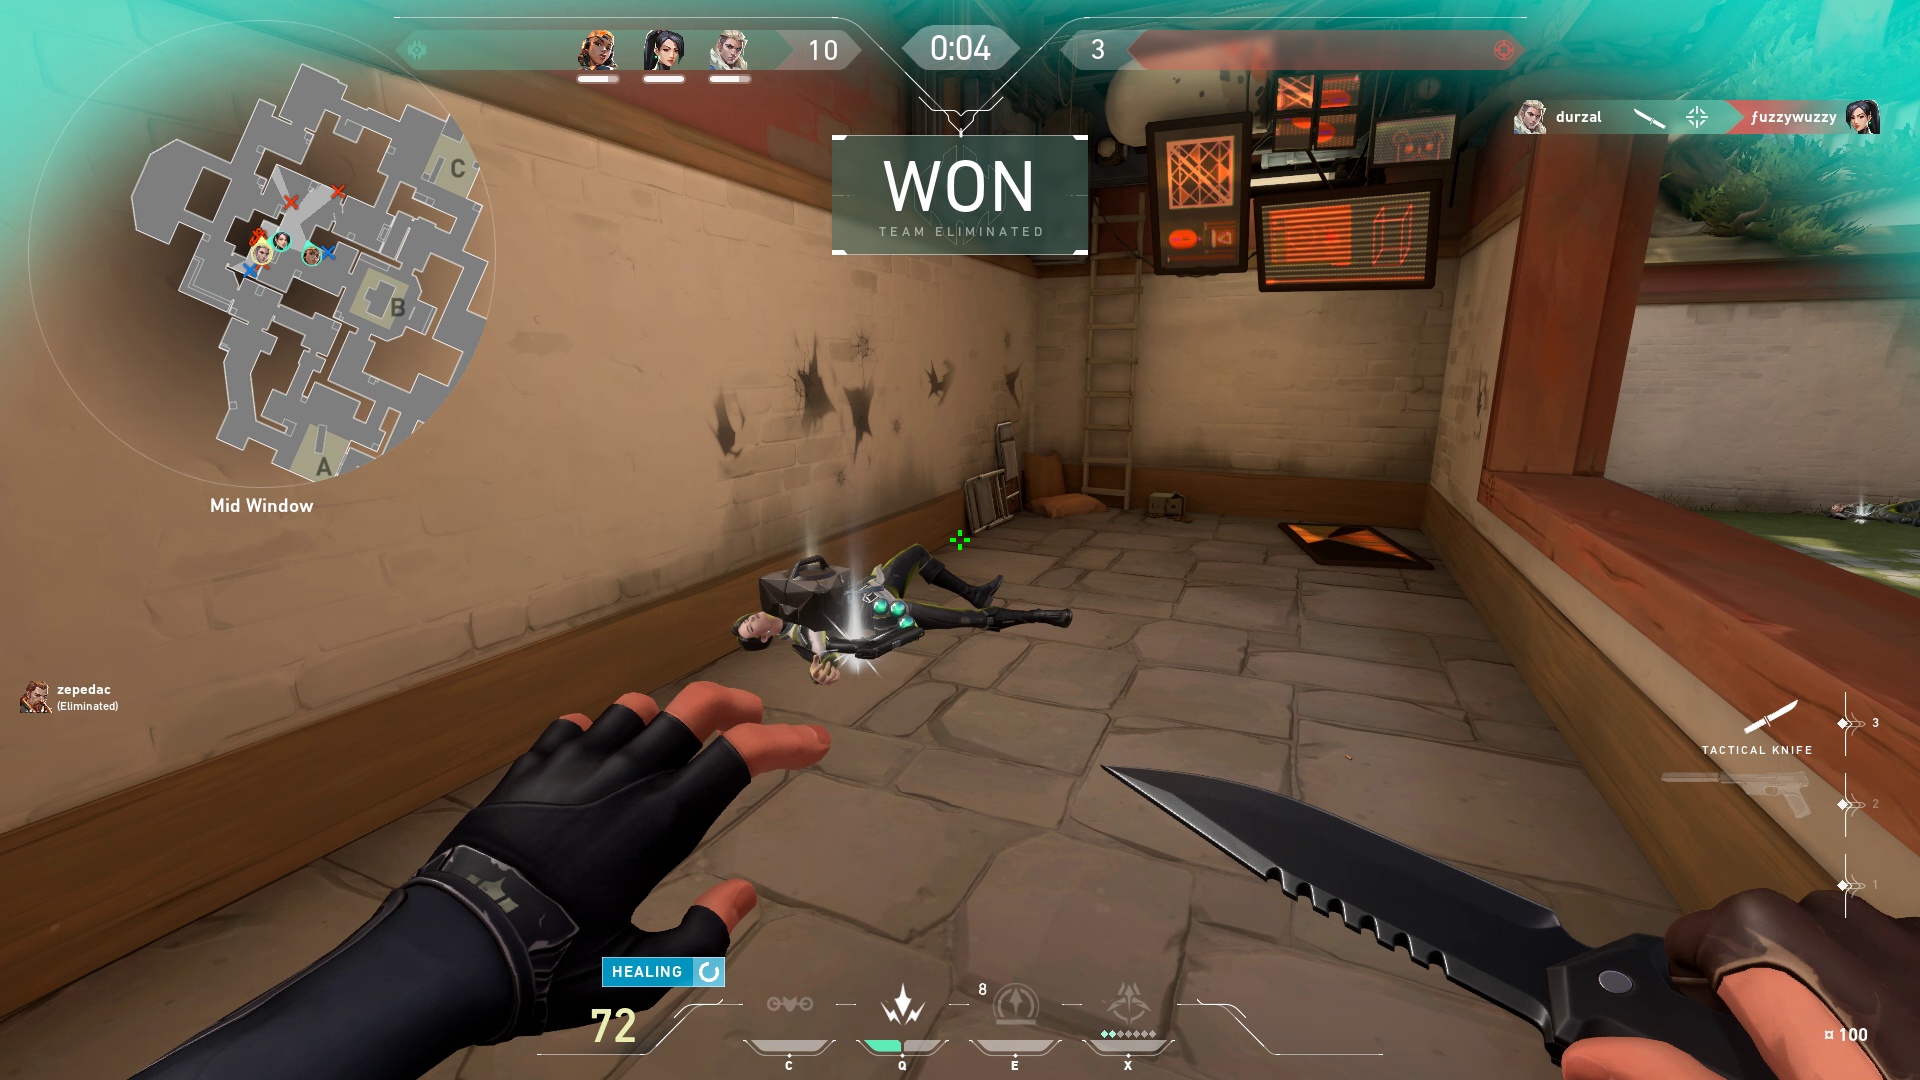 10
0:04
3
WON
TEAM ELIMINATED
durzal
fuzzywuzzy
C
B
A
Mid Window
zepedac
(Eliminated)
3
TACTICAL KNIFE
2
1
HEALING
72
8
C
Q
E
X
¤ 100